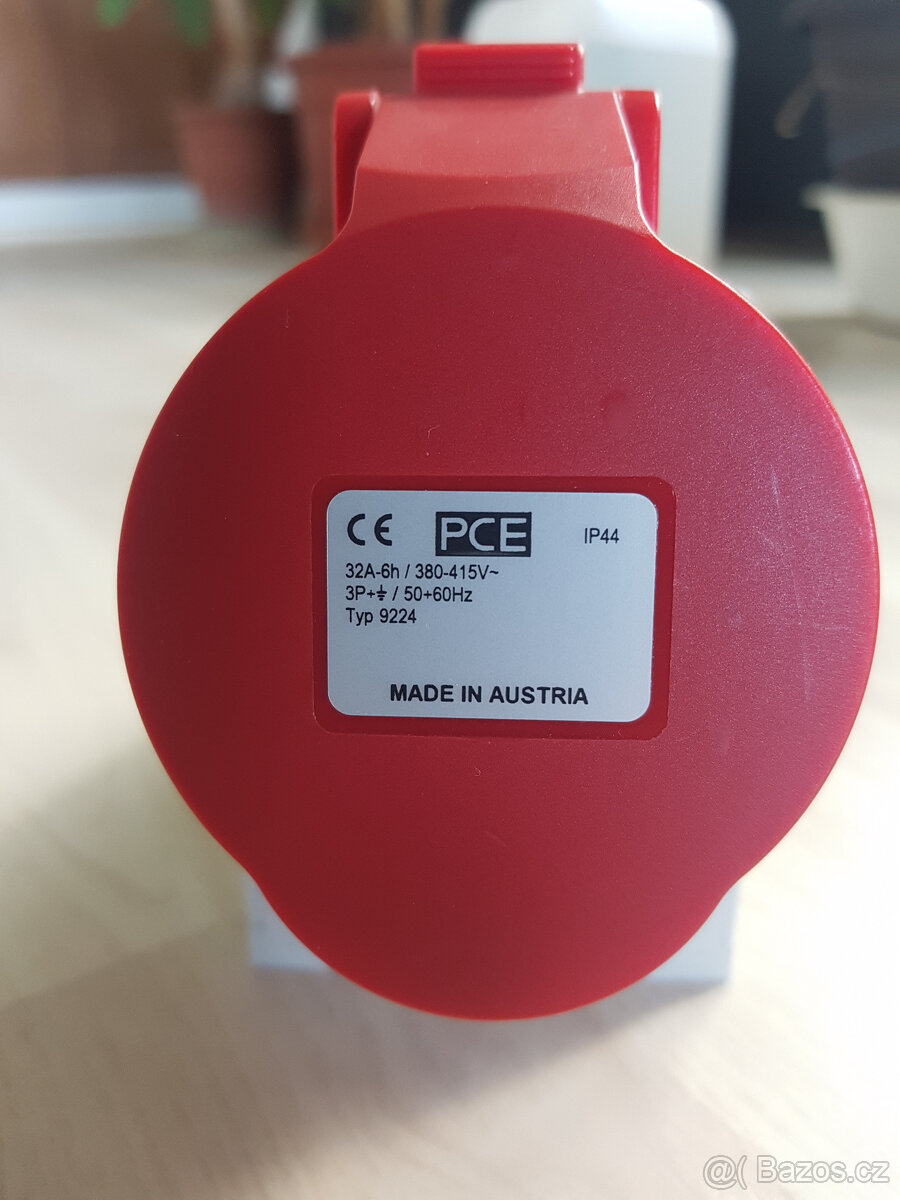 CE PCE IP44
32A-6h / 380-415V~
3P+⏚ / 50+60Hz
Typ 9224
MADE IN AUSTRIA
@( Bazos.cz